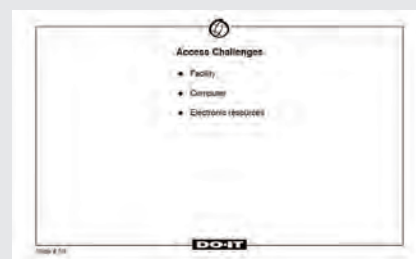 Access Challenges
• Facility
• Computer
• Electronic resources
DO-IT